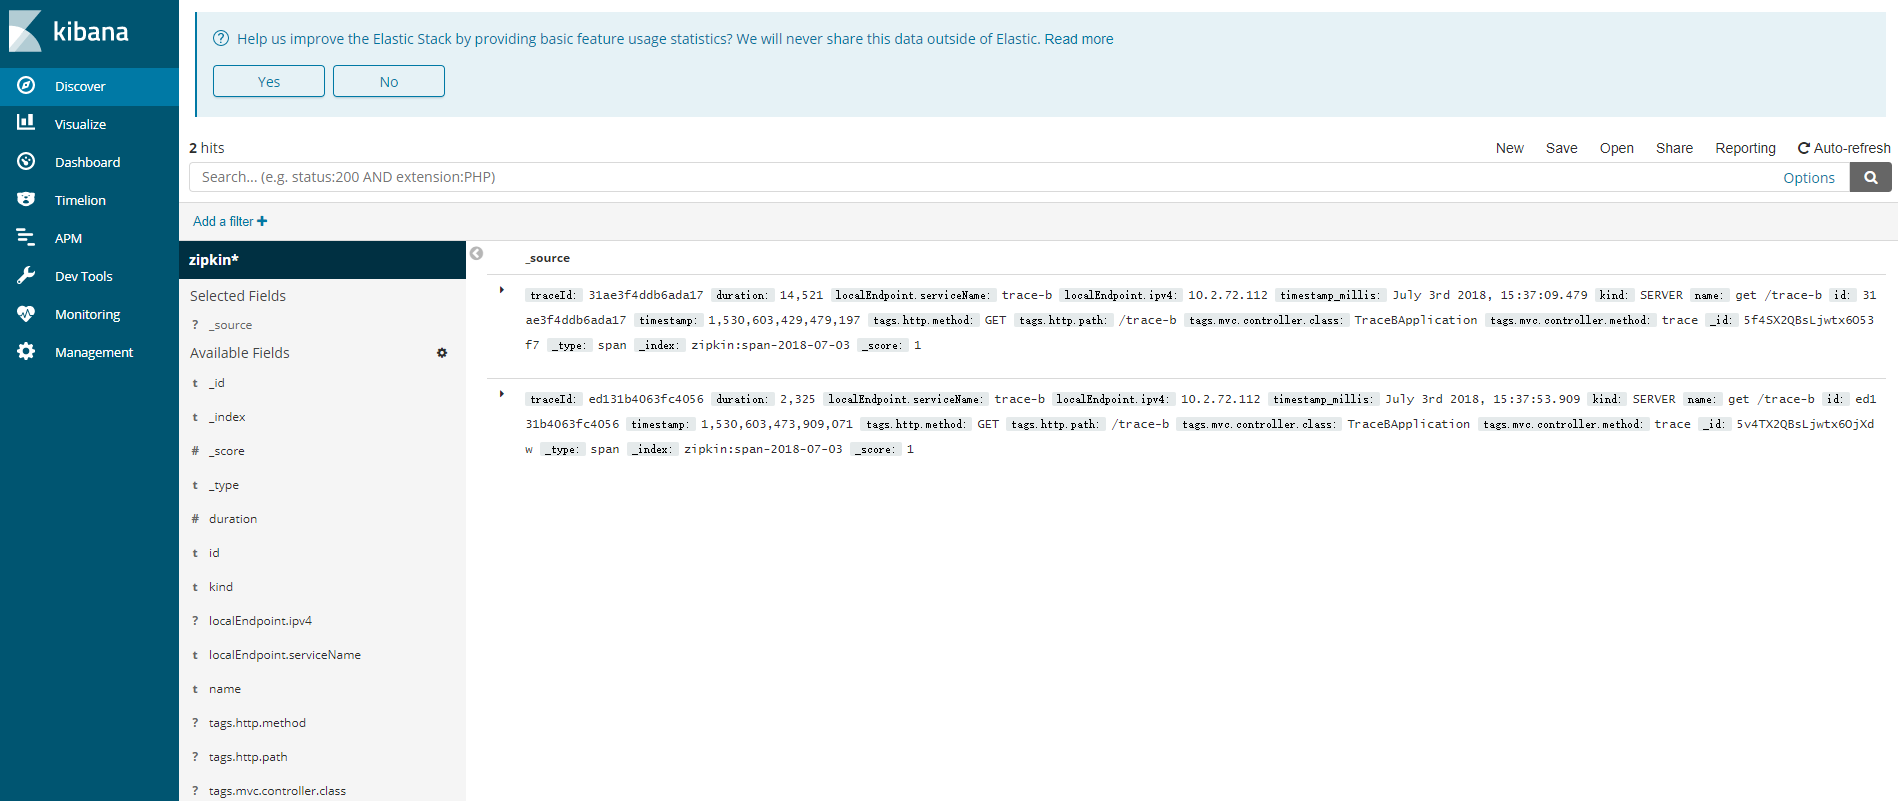 kibana
Discover
Visualize
Dashboard
Timelion
APM
Dev Tools
Monitoring
Management
Help us improve the Elastic Stack by providing basic feature usage statistics? We will never share this data outside of Elastic. Read more
Yes No
2 hits
New Save Open Share Reporting Auto-refresh
Search... (e.g. status:200 AND extension:PHP) Options
Add a filter +
zipkin*
Selected Fields
? _source
Available Fields
t _id
t _index
# _score
t _type
# duration
t id
t kind
? localEndpoint.ipv4
t localEndpoint.serviceName
t name
? tags.http.method
? tags.http.path
? tags.mvc.controller.class
_source
traceId: 31ae3f4ddb6ada17 duration: 14,521 localEndpoint.serviceName: trace-b localEndpoint.ipv4: 10.2.72.112 timestamp_millis: July 3rd 2018, 15:37:09.479 kind: SERVER name: get /trace-b id: 31
ae3f4ddb6ada17 timestamp: 1,530,603,429,479,197 tags.http.method: GET tags.http.path: /trace-b tags.mvc.controller.class: TraceBApplication tags.mvc.controller.method: trace _id: 5f4SX2QBsLjwtx6O53
f7 _type: span _index: zipkin:span-2018-07-03 _score: 1
traceId: ed131b4063fc4056 duration: 2,325 localEndpoint.serviceName: trace-b localEndpoint.ipv4: 10.2.72.112 timestamp_millis: July 3rd 2018, 15:37:53.909 kind: SERVER name: get /trace-b id: ed1
31b4063fc4056 timestamp: 1,530,603,473,909,071 tags.http.method: GET tags.http.path: /trace-b tags.mvc.controller.class: TraceBApplication tags.mvc.controller.method: trace _id: 5v4TX2QBsLjwtx6OjXd
w _type: span _index: zipkin:span-2018-07-03 _score: 1